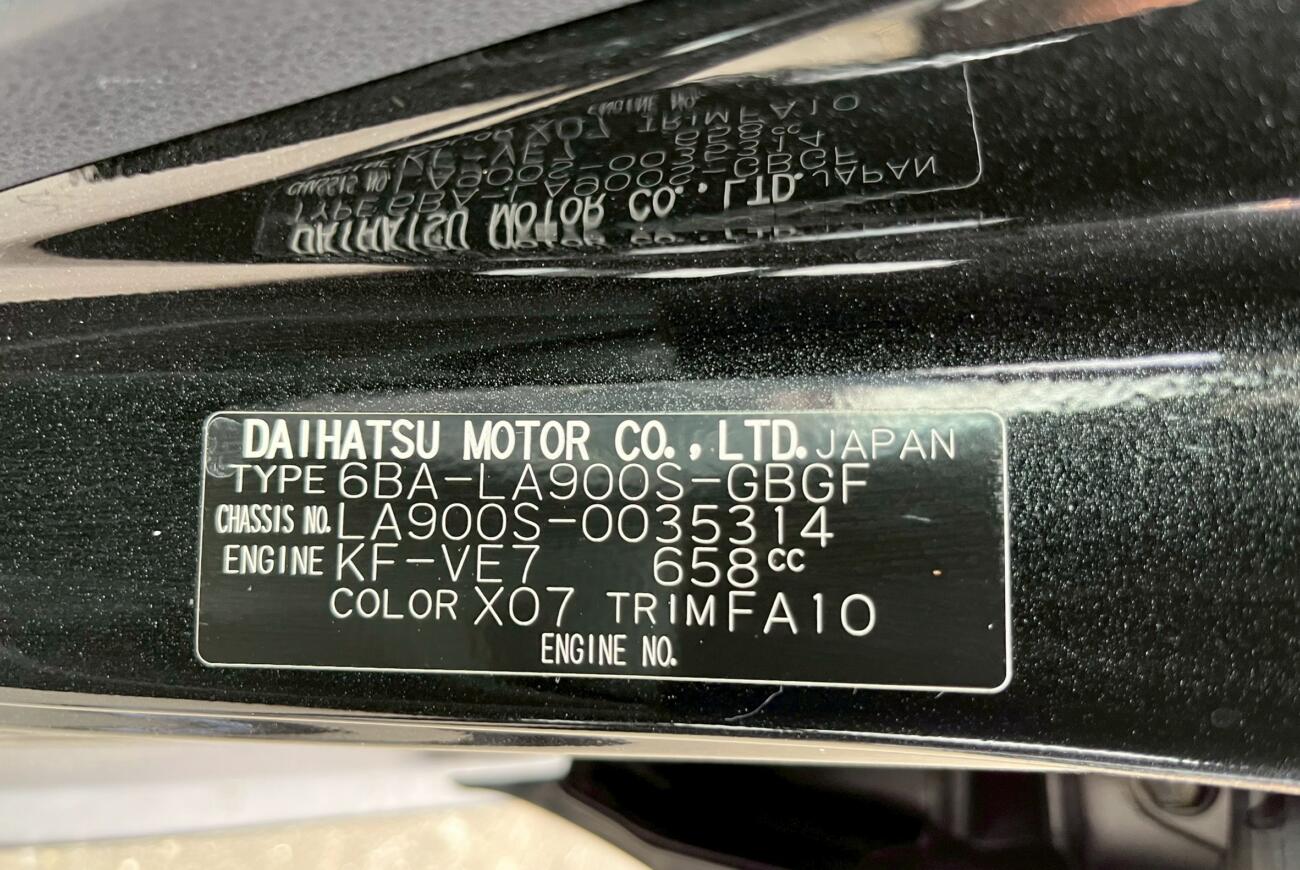 DAIHATSU MOTOR CO., LTD. JAPAN
TYPE 6BA-LA900S-GBGF
CHASSIS NO. LA900S-0035314
ENGINE KF-VE7 658cc
COLOR X07 TRIM FA10
ENGINE NO.